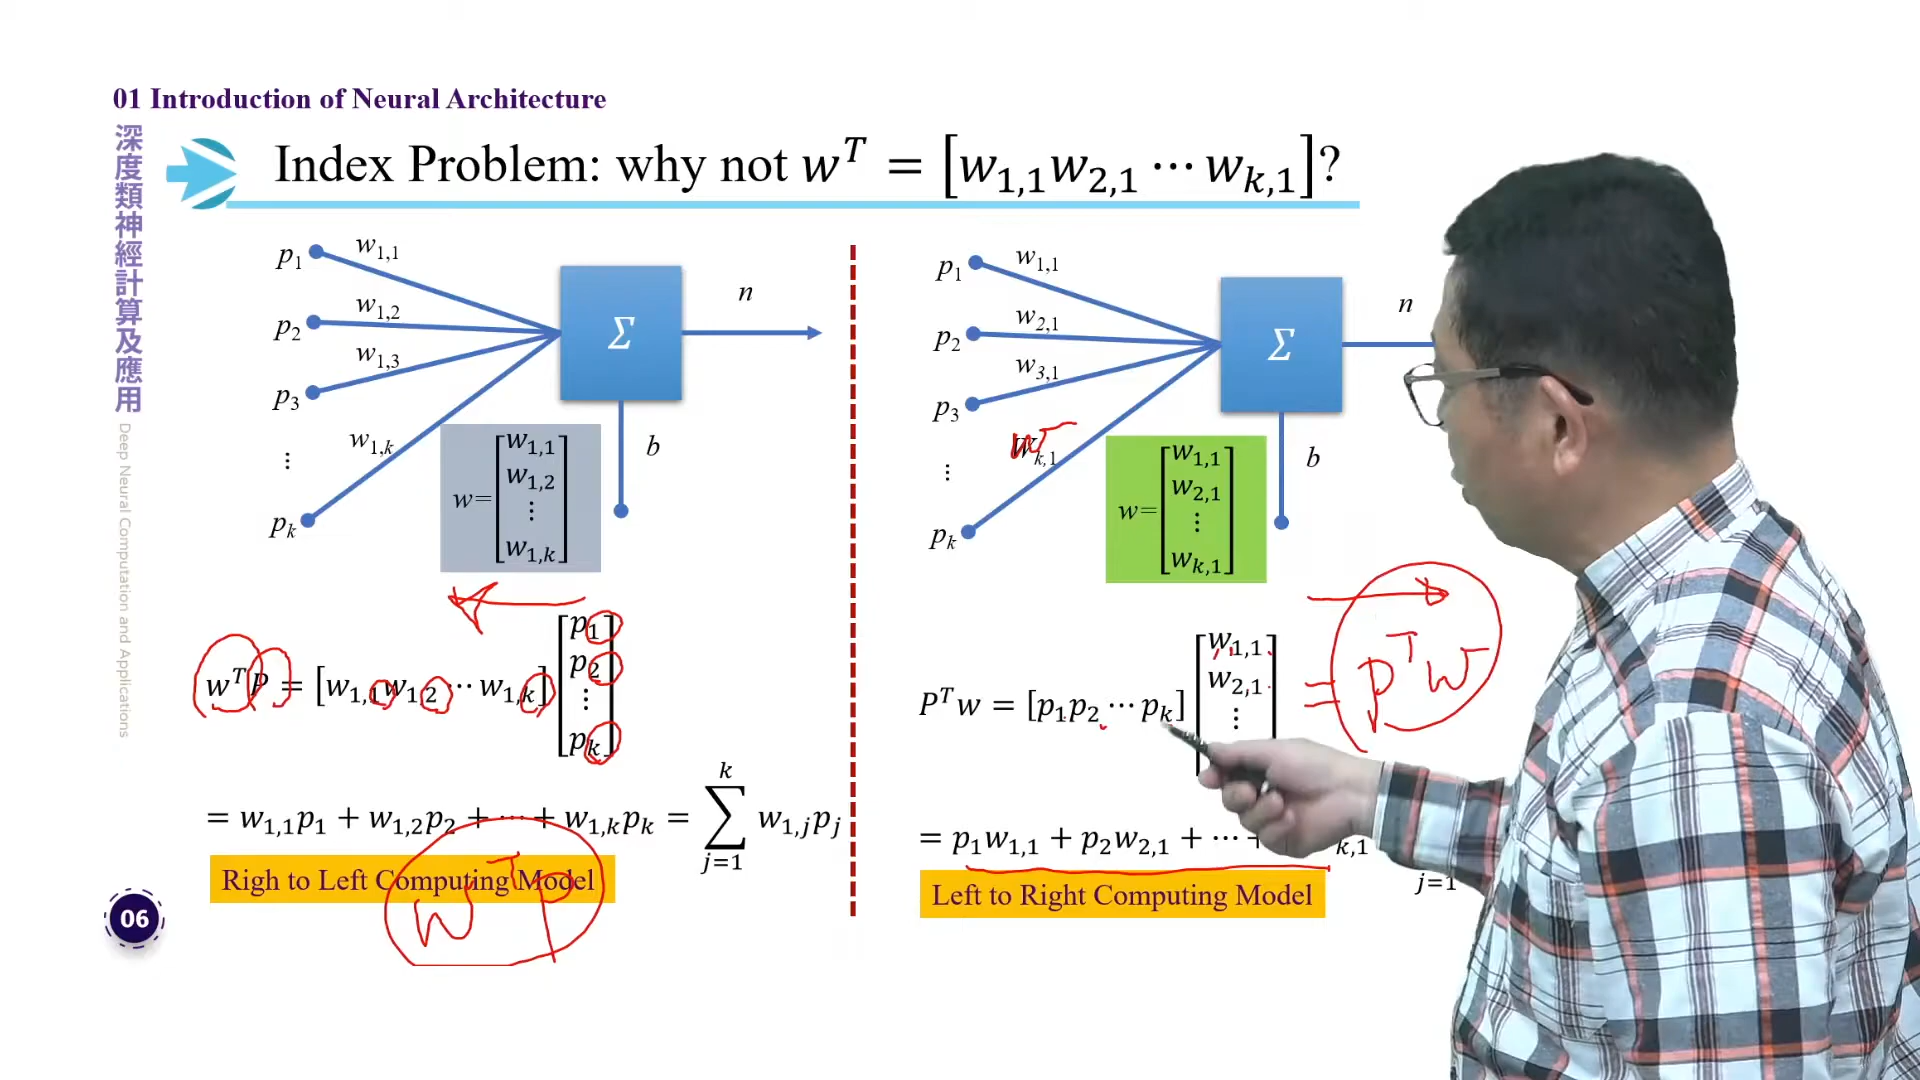 01 Introduction of Neural Architecture
深度類神經計算及應用
Deep Neural Computation and Applications
Index Problem: why not w^T = [w_{1,1} w_{2,1} ⋯ w_{k,1}]?
p_1 w_{1,1}
p_2 w_{1,2}
p_3 w_{1,3}
⋮
p_k w_{1,k}
Σ
n
b
w= [w_{1,1} w_{1,2} ⋮ w_{1,k}]
w^T P = [w_{1,1} w_{1,2} ⋯ w_{1,k}] [p_1 p_2 ⋮ p_k]
= w_{1,1}p_1 + w_{1,2}p_2 + ⋯ + w_{1,k}p_k = \sum_{j=1}^{k} w_{1,j}p_j
Righ to Left Computing Model
w^T p
p_1 w_{1,1}
p_2 w_{2,1}
p_3 w_{3,1}
⋮
p_k w_{k,1}
Σ
n
b
w= [w_{1,1} w_{2,1} ⋮ w_{k,1}]
P^T w = [p_1 p_2 ⋯ p_k] [w_{1,1} w_{2,1} ⋮
= p^T w
= p_1 w_{1,1} + p_2 w_{2,1} + ⋯ + k,1
j=1
Left to Right Computing Model
06